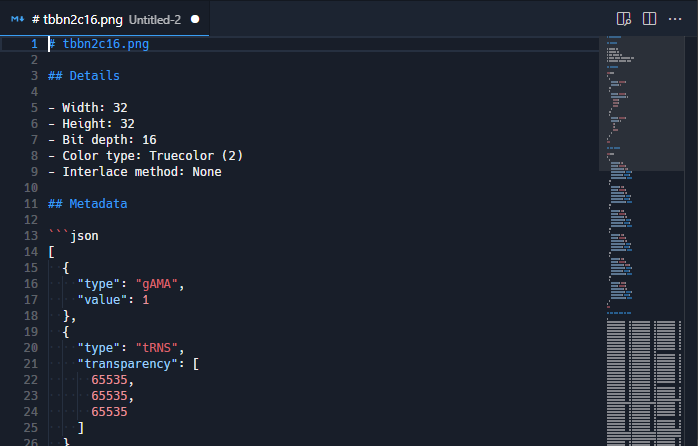 # tbbn2c16.png Untitled-2
1 # tbbn2c16.png
2
3 ## Details
4
5 - Width: 32
6 - Height: 32
7 - Bit depth: 16
8 - Color type: Truecolor (2)
9 - Interlace method: None
10
11 ## Metadata
12
13 ```json
14 [
15   {
16     "type": "gAMA",
17     "value": 1
18   },
19   {
20     "type": "tRNS",
21     "transparency": [
22       65535,
23       65535,
24       65535
25     ]
26   }